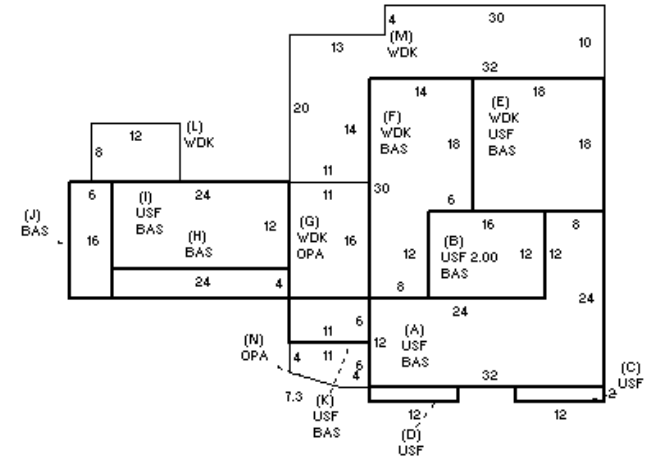 4
30
(M)
WDK
13
10
32
14
18
(E)
WDK
USF
BAS
(F)
WDK
BAS
20
14
18
18
12
(L)
WDK
8
11
30
6
24
11
6
(I)
USF
BAS
12
(G)
WDK
OPA
16
8
(J)
BAS
16
(H)
BAS
16
(B)
USF 2.00
BAS
12
12
12
24
4
8
24
24
6
11
(A)
USF
BAS
12
(N)
OPA
4
11
6
4
32
(C)
USF
7.3
(K)
USF
BAS
2
12
12
(D)
USF